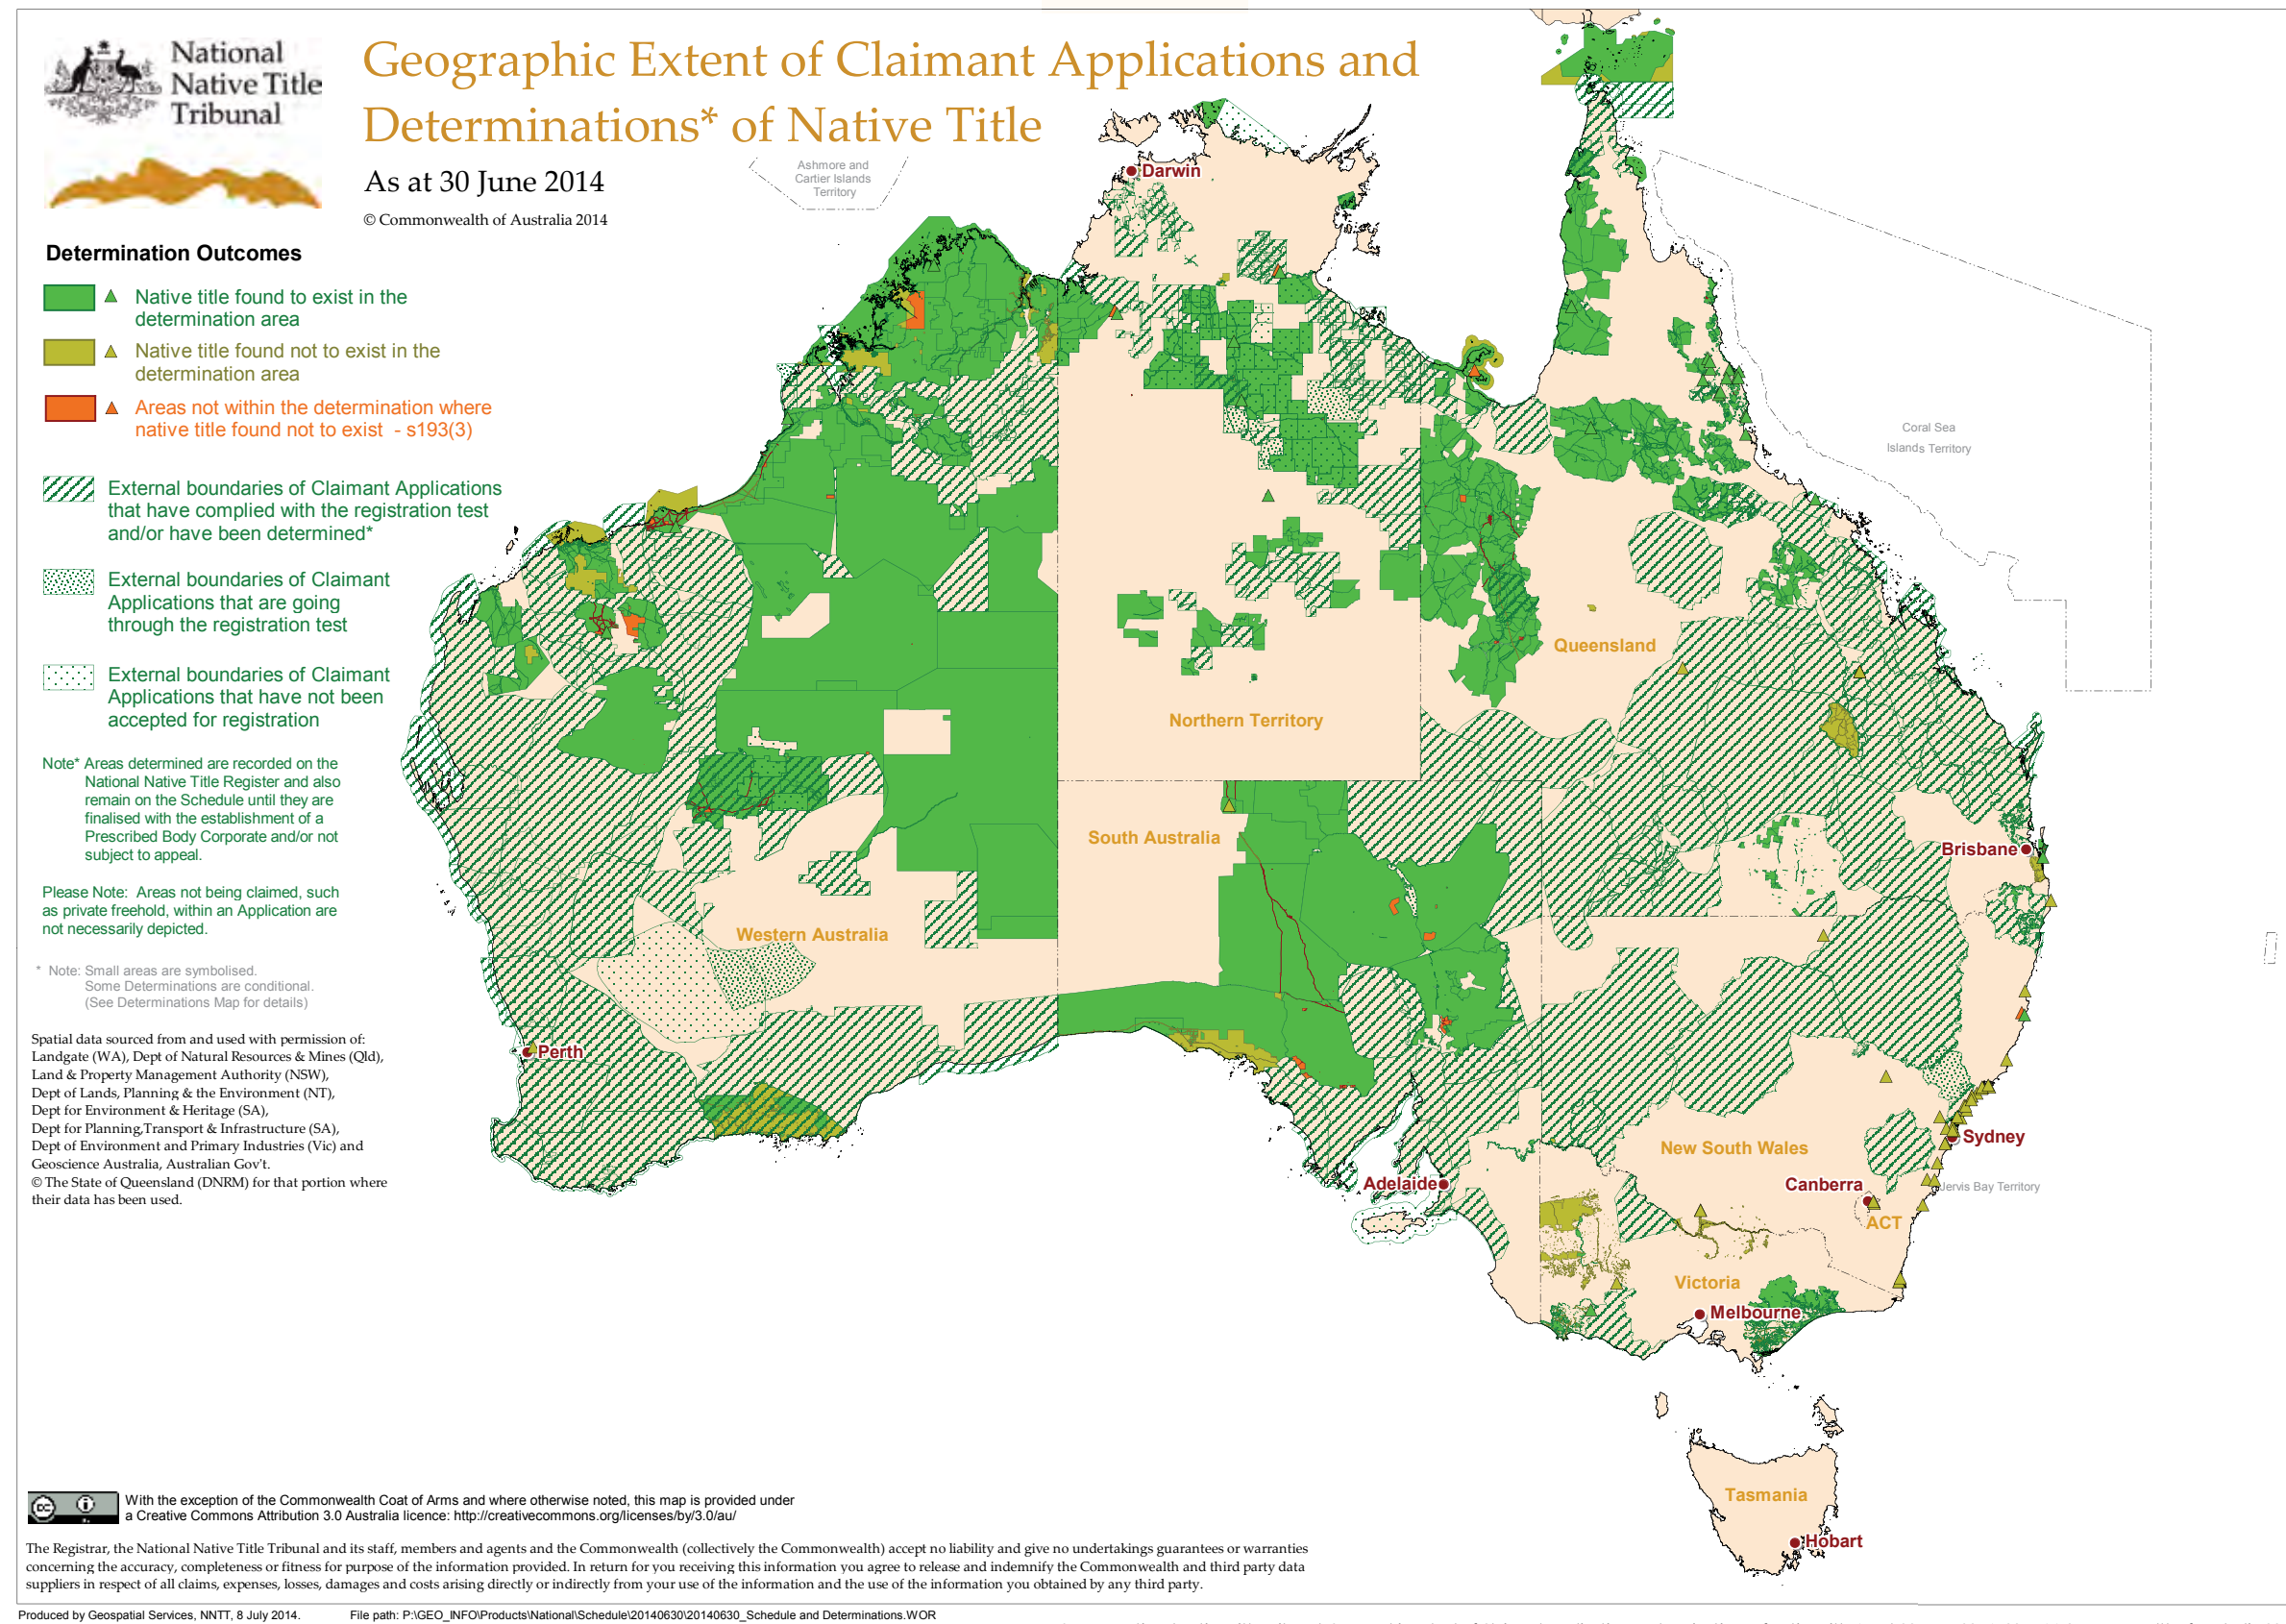 National
Native Title
Tribunal
Geographic Extent of Claimant Applications and
Determinations* of Native Title
As at 30 June 2014
© Commonwealth of Australia 2014
Determination Outcomes
Native title found to exist in the
determination area
Native title found not to exist in the
determination area
Areas not within the determination where
native title found not to exist - s193(3)
External boundaries of Claimant Applications
that have complied with the registration test
and/or have been determined*
External boundaries of Claimant
Applications that are going
through the registration test
External boundaries of Claimant
Applications that have not been
accepted for registration
Note* Areas determined are recorded on the
National Native Title Register and also
remain on the Schedule until they are
finalised with the establishment of a
Prescribed Body Corporate and/or not
subject to appeal.
Please Note: Areas not being claimed, such
as private freehold, within an Application are
not necessarily depicted.
* Note: Small areas are symbolised.
Some Determinations are conditional.
(See Determinations Map for details)
Spatial data sourced from and used with permission of:
Landgate (WA), Dept of Natural Resources & Mines (Qld),
Land & Property Management Authority (NSW),
Dept of Lands, Planning & the Environment (NT),
Dept for Environment & Heritage (SA),
Dept for Planning,Transport & Infrastructure (SA),
Dept of Environment and Primary Industries (Vic) and
Geoscience Australia, Australian Gov't.
© The State of Queensland (DNRM) for that portion where
their data has been used.
Ashmore and
Cartier Islands
Territory
Darwin
Coral Sea
Islands Territory
Queensland
Northern Territory
South Australia
Brisbane
Western Australia
Perth
Sydney
New South Wales
Adelaide
Canberra
Jervis Bay Territory
ACT
Victoria
Melbourne
Tasmania
Hobart
With the exception of the Commonwealth Coat of Arms and where otherwise noted, this map is provided under
a Creative Commons Attribution 3.0 Australia licence: http://creativecommons.org/licenses/by/3.0/au/
The Registrar, the National Native Title Tribunal and its staff, members and agents and the Commonwealth (collectively the Commonwealth) accept no liability and give no undertakings guarantees or warranties
concerning the accuracy, completeness or fitness for purpose of the information provided. In return for you receiving this information you agree to release and indemnify the Commonwealth and third party data
suppliers in respect of all claims, expenses, losses, damages and costs arising directly or indirectly from your use of the information and the use of the information you obtained by any third party.
Produced by Geospatial Services, NNTT, 8 July 2014. File path: P:\GEO_INFO\Products\National\Schedule\20140630\20140630_Schedule and Determinations.WOR